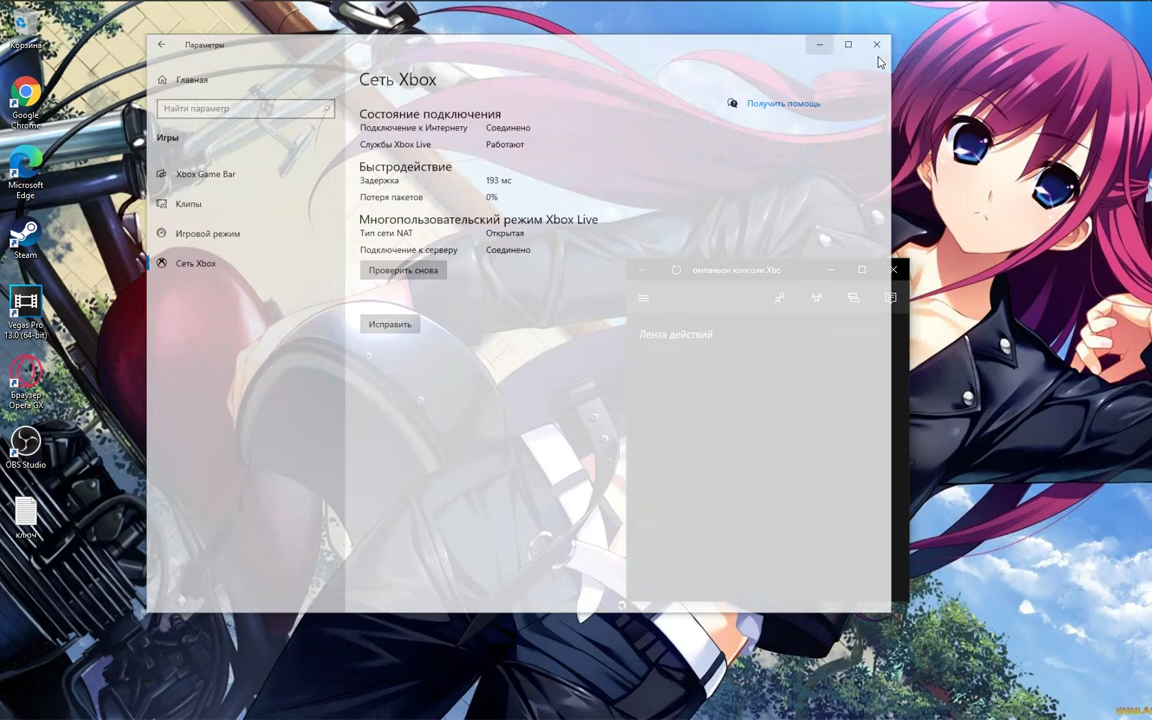 Корзина
Google
Chrome
Microsoft
Edge
Steam
Vegas Pro
13.0 (64-bit)
Браузер
Opera GX
OBS Studio
ключ
Параметры
Главная
Найти параметр
Игры
Xbox Game Bar
Клипы
Игровой режим
Сеть Xbox
Сеть Xbox
Состояние подключения
Подключение к Интернету Соединено
Службы Xbox Live Работают
Быстродействие
Задержка 193 мс
Потеря пакетов 0%
Многопользовательский режим Xbox Live
Тип сети NAT Открытая
Подключение к серверу Соединено
Проверить снова
Исправить
Получить помощь
омпаньон консоли Xbc
Лента действий